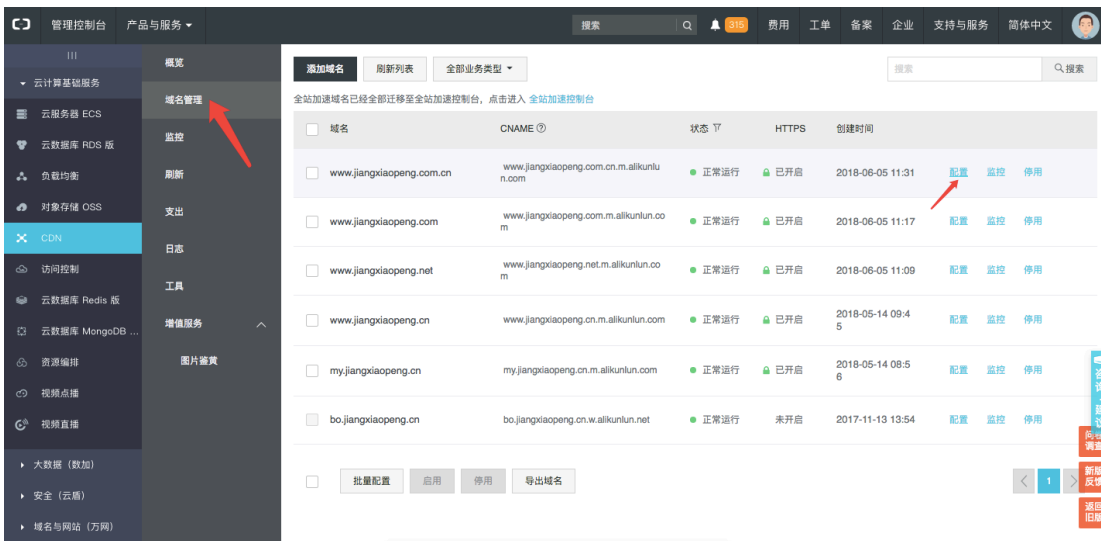 管理控制台 产品与服务 搜索 315 费用 工单 备案 企业 支持与服务 简体中文
云计算基础服务
云服务器 ECS
云数据库 RDS 版
负载均衡
对象存储 OSS
CDN
访问控制
云数据库 Redis 版
云数据库 MongoDB ...
资源编排
视频点播
视频直播
大数据（数加）
安全（云盾）
域名与网站（万网）
概览
域名管理
监控
刷新
支出
日志
工具
增值服务
图片鉴黄
添加域名 刷新列表 全部业务类型 搜索 搜索
全站加速域名已经全部迁移至全站加速控制台，点击进入 全站加速控制台
域名 CNAME ? 状态 HTTPS 创建时间
www.jiangxiaopeng.com.cn www.jiangxiaopeng.com.cn.m.alikunlu 正常运行 已开启 2018-06-05 11:31 配置 监控 停用
n.com
www.jiangxiaopeng.com www.jiangxiaopeng.com.m.alikunlun.co 正常运行 已开启 2018-06-05 11:17 配置 监控 停用
m
www.jiangxiaopeng.net www.jiangxiaopeng.net.m.alikunlun.co 正常运行 已开启 2018-06-05 11:09 配置 监控 停用
m
www.jiangxiaopeng.cn www.jiangxiaopeng.cn.m.alikunlun.com 正常运行 已开启 2018-05-14 09:4 配置 监控 停用
5
my.jiangxiaopeng.cn my.jiangxiaopeng.cn.m.alikunlun.com 正常运行 已开启 2018-05-14 08:5 配置 监控 停用
6
bo.jiangxiaopeng.cn bo.jiangxiaopeng.cn.w.alikunlun.net 正常运行 未开启 2017-11-13 13:54 配置 监控 停用
批量配置 启用 停用 导出域名 1
新版
反馈
返回
旧版